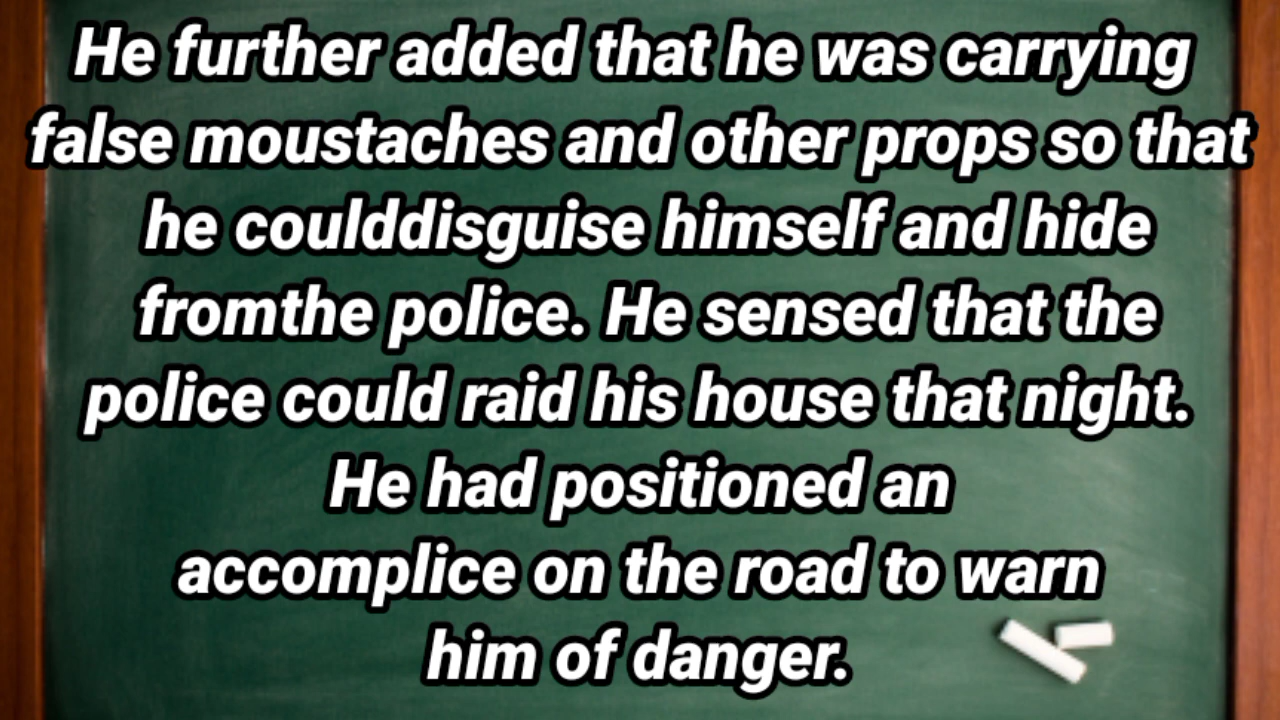 He further added that he was carrying
false moustaches and other props so that
he coulddisguise himself and hide
fromthe police. He sensed that the
police could raid his house that night.
He had positioned an
accomplice on the road to warn
him of danger.